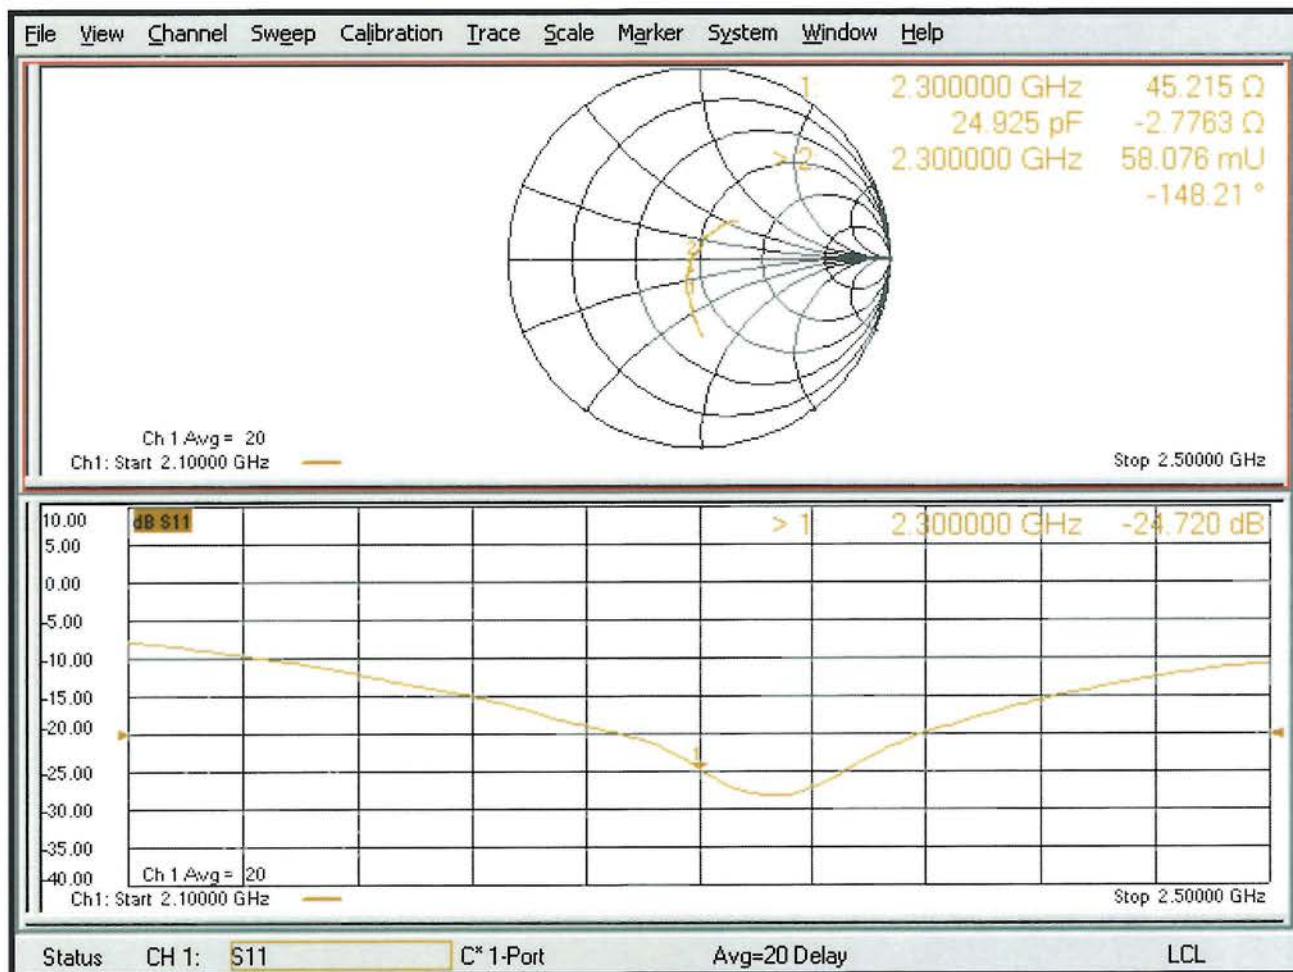 File View Channel Sweep Calibration Trace Scale Marker System Window Help
1: 2.300000 GHz 45.215 Ω
24.925 pF -2.7763 Ω
> 2: 2.300000 GHz 58.076 mU
-148.21 °
2
1
Ch 1 Avg = 20
Ch1: Start 2.10000 GHz
Stop 2.50000 GHz
dB S11
> 1: 2.300000 GHz -24.720 dB
10.00
5.00
0.00
-5.00
-10.00
-15.00
-20.00
-25.00
-30.00
-35.00
-40.00
1
Ch 1 Avg = 20
Ch1: Start 2.10000 GHz
Stop 2.50000 GHz
Status CH 1: S11 C* 1-Port Avg=20 Delay LCL